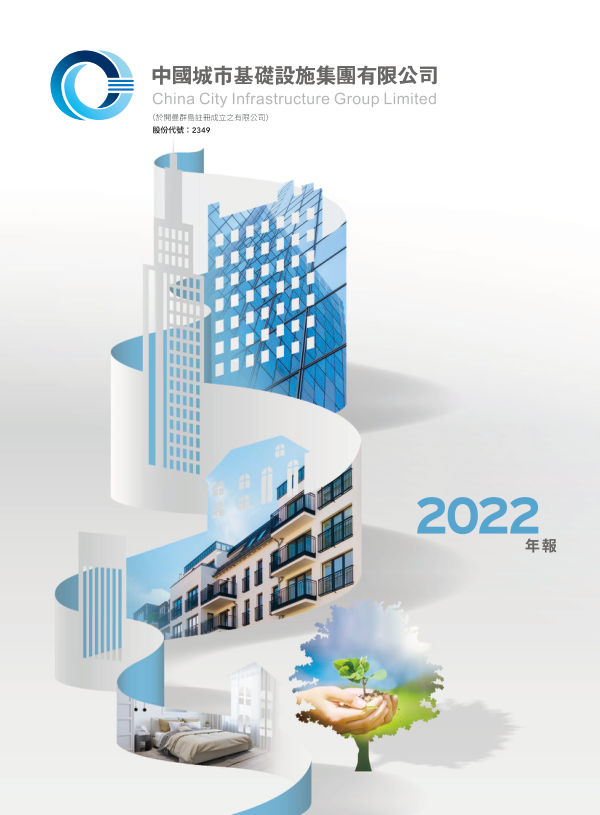 中國城市基礎設施集團有限公司
China City Infrastructure Group Limited
(於開曼群島註冊成立之有限公司)
股份代號：2349
2022
年報